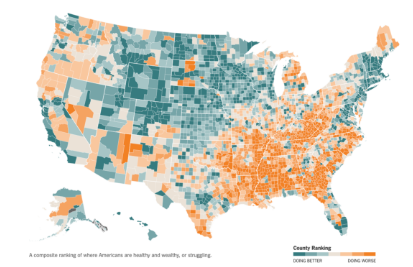 County Ranking
DOING BETTER DOING WORSE
A composite ranking of where Americans are healthy and wealthy, or struggling.